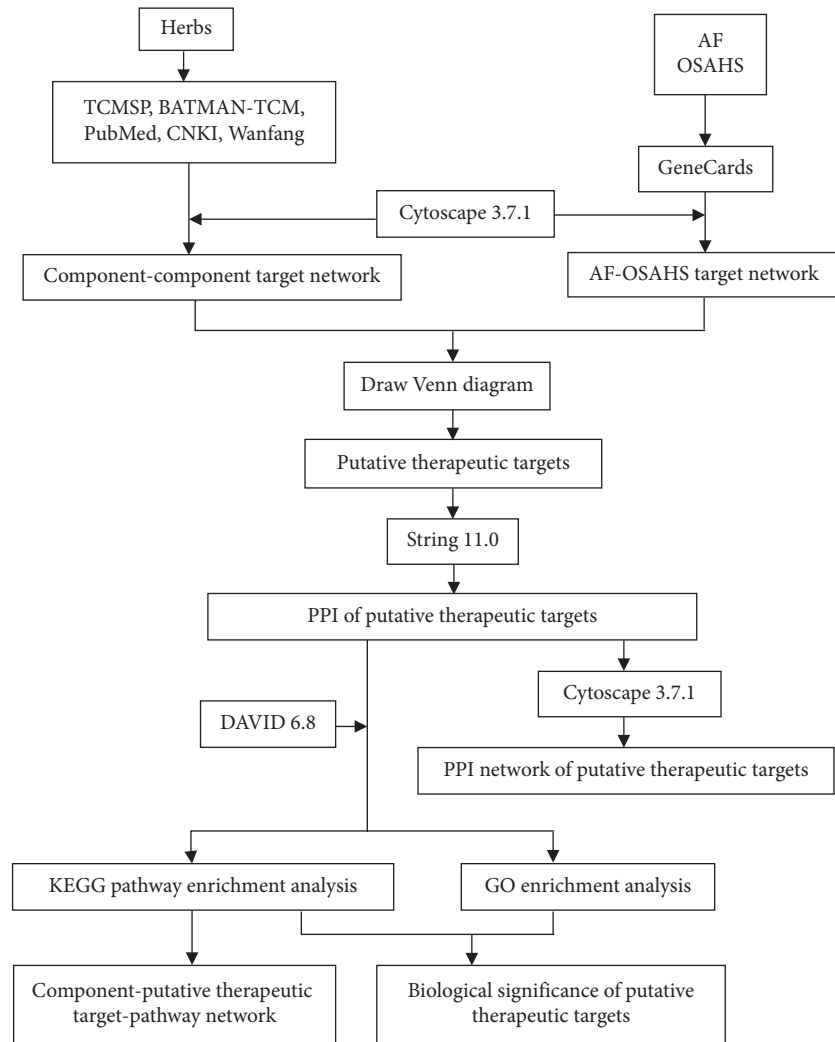 Herbs
AF
OSAHS
TCMSP, BATMAN-TCM,
PubMed, CNKI, Wanfang
GeneCards
Cytoscape 3.7.1
Component-component target network
AF-OSAHS target network
Draw Venn diagram
Putative therapeutic targets
String 11.0
PPI of putative therapeutic targets
Cytoscape 3.7.1
DAVID 6.8
PPI network of putative therapeutic targets
KEGG pathway enrichment analysis
GO enrichment analysis
Component-putative therapeutic
target-pathway network
Biological significance of putative
therapeutic targets